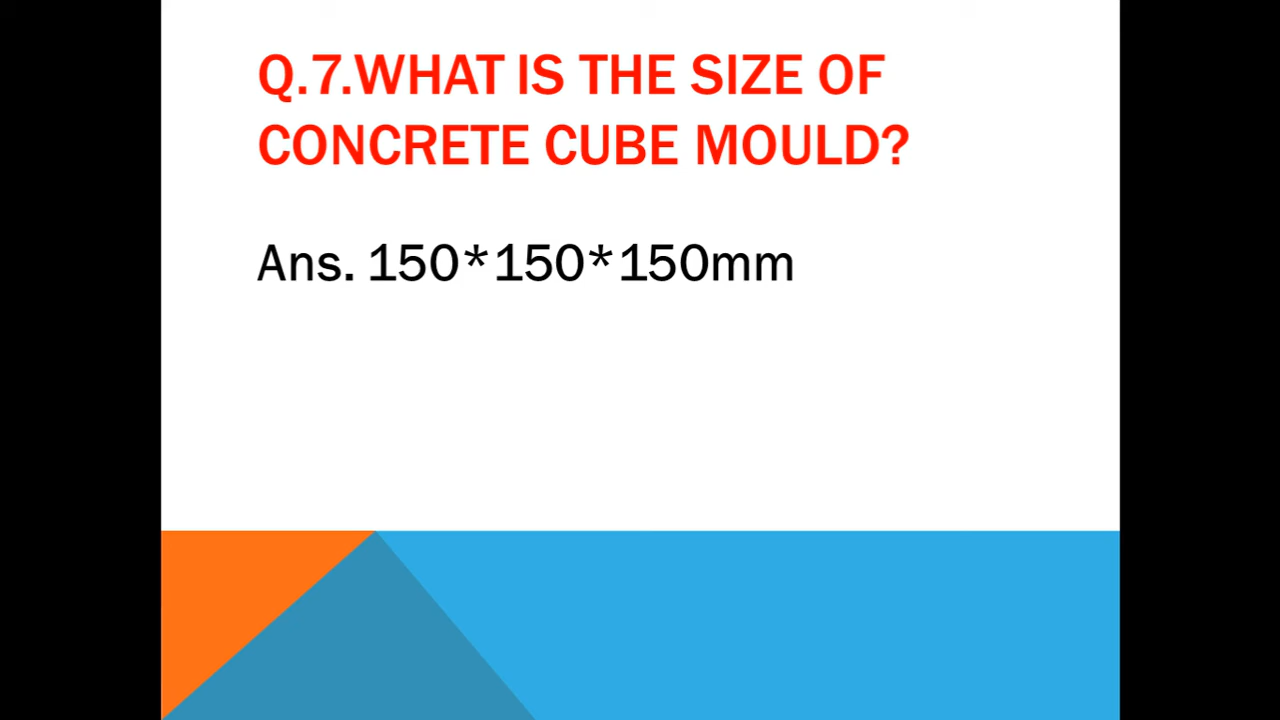 Q.7.WHAT IS THE SIZE OF
CONCRETE CUBE MOULD?
Ans. 150*150*150mm